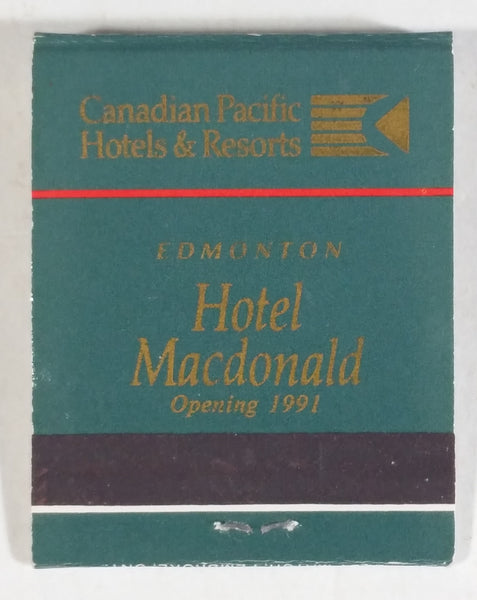 Canadian Pacific
Hotels & Resorts
EDMONTON
Hotel
Macdonald
Opening 1991